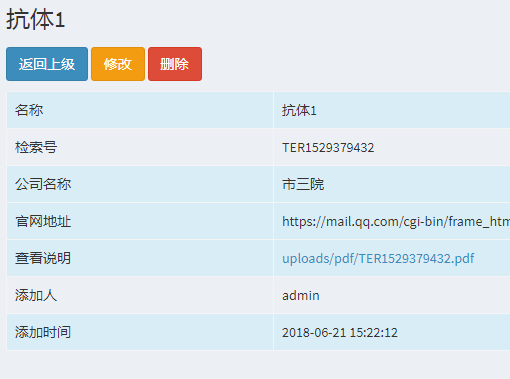 抗体1
返回上级 修改 删除
名称 抗体1
检索号 TER1529379432
公司名称 市三院
官网地址 https://mail.qq.com/cgi-bin/frame_htm
查看说明 uploads/pdf/TER1529379432.pdf
添加人 admin
添加时间 2018-06-21 15:22:12